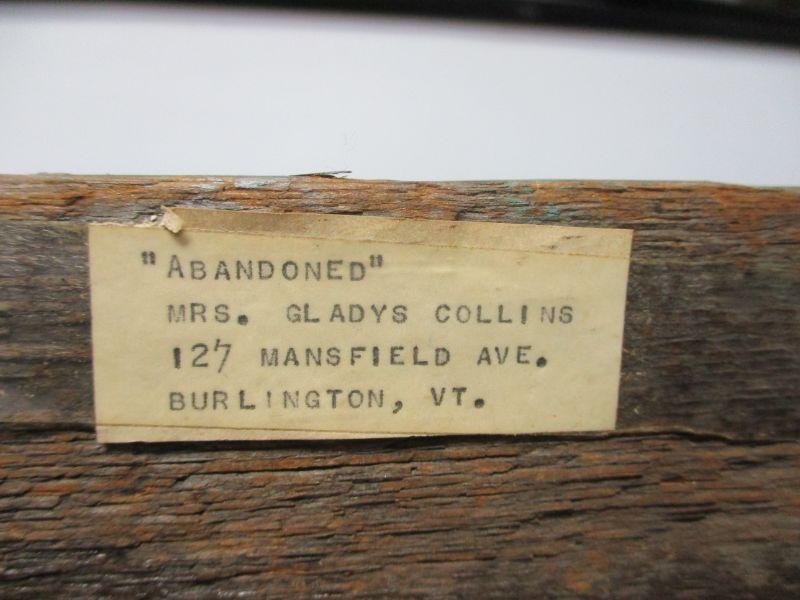 "ABANDONED"
MRS. GLADYS COLLINS
127 MANSFIELD AVE.
BURLINGTON, VT.